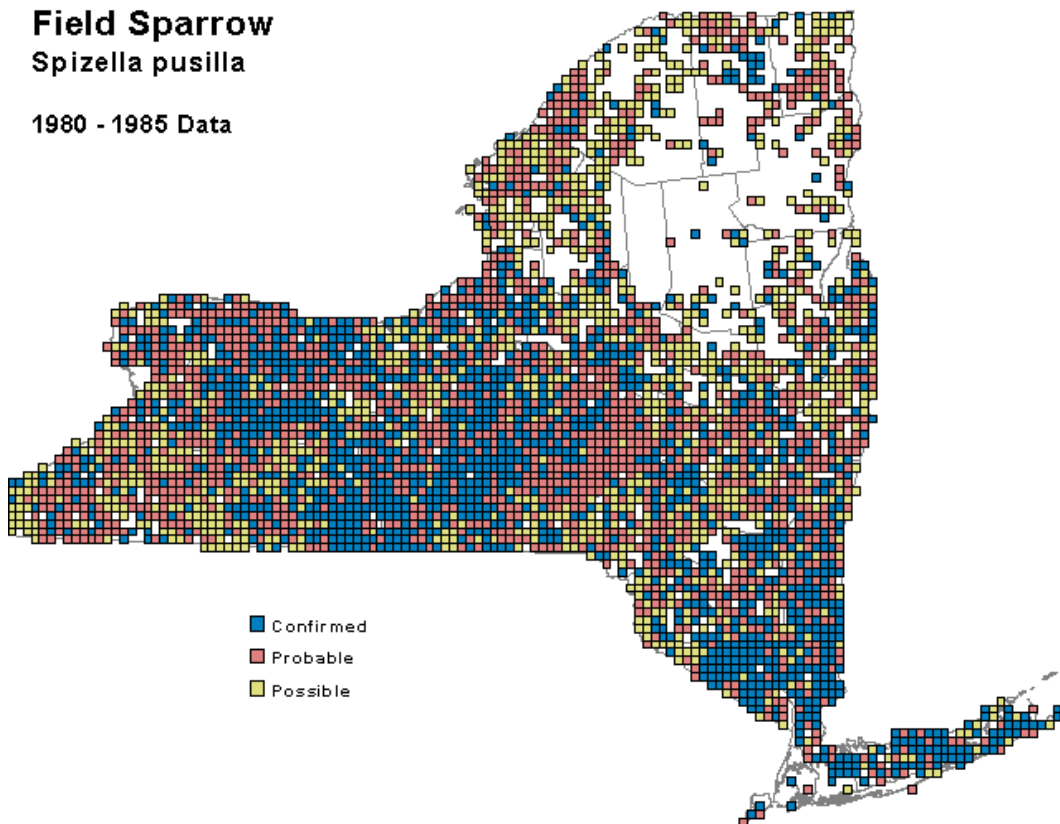 Field Sparrow
Spizella pusilla
1980 - 1985 Data
Confirmed
Probable
Possible